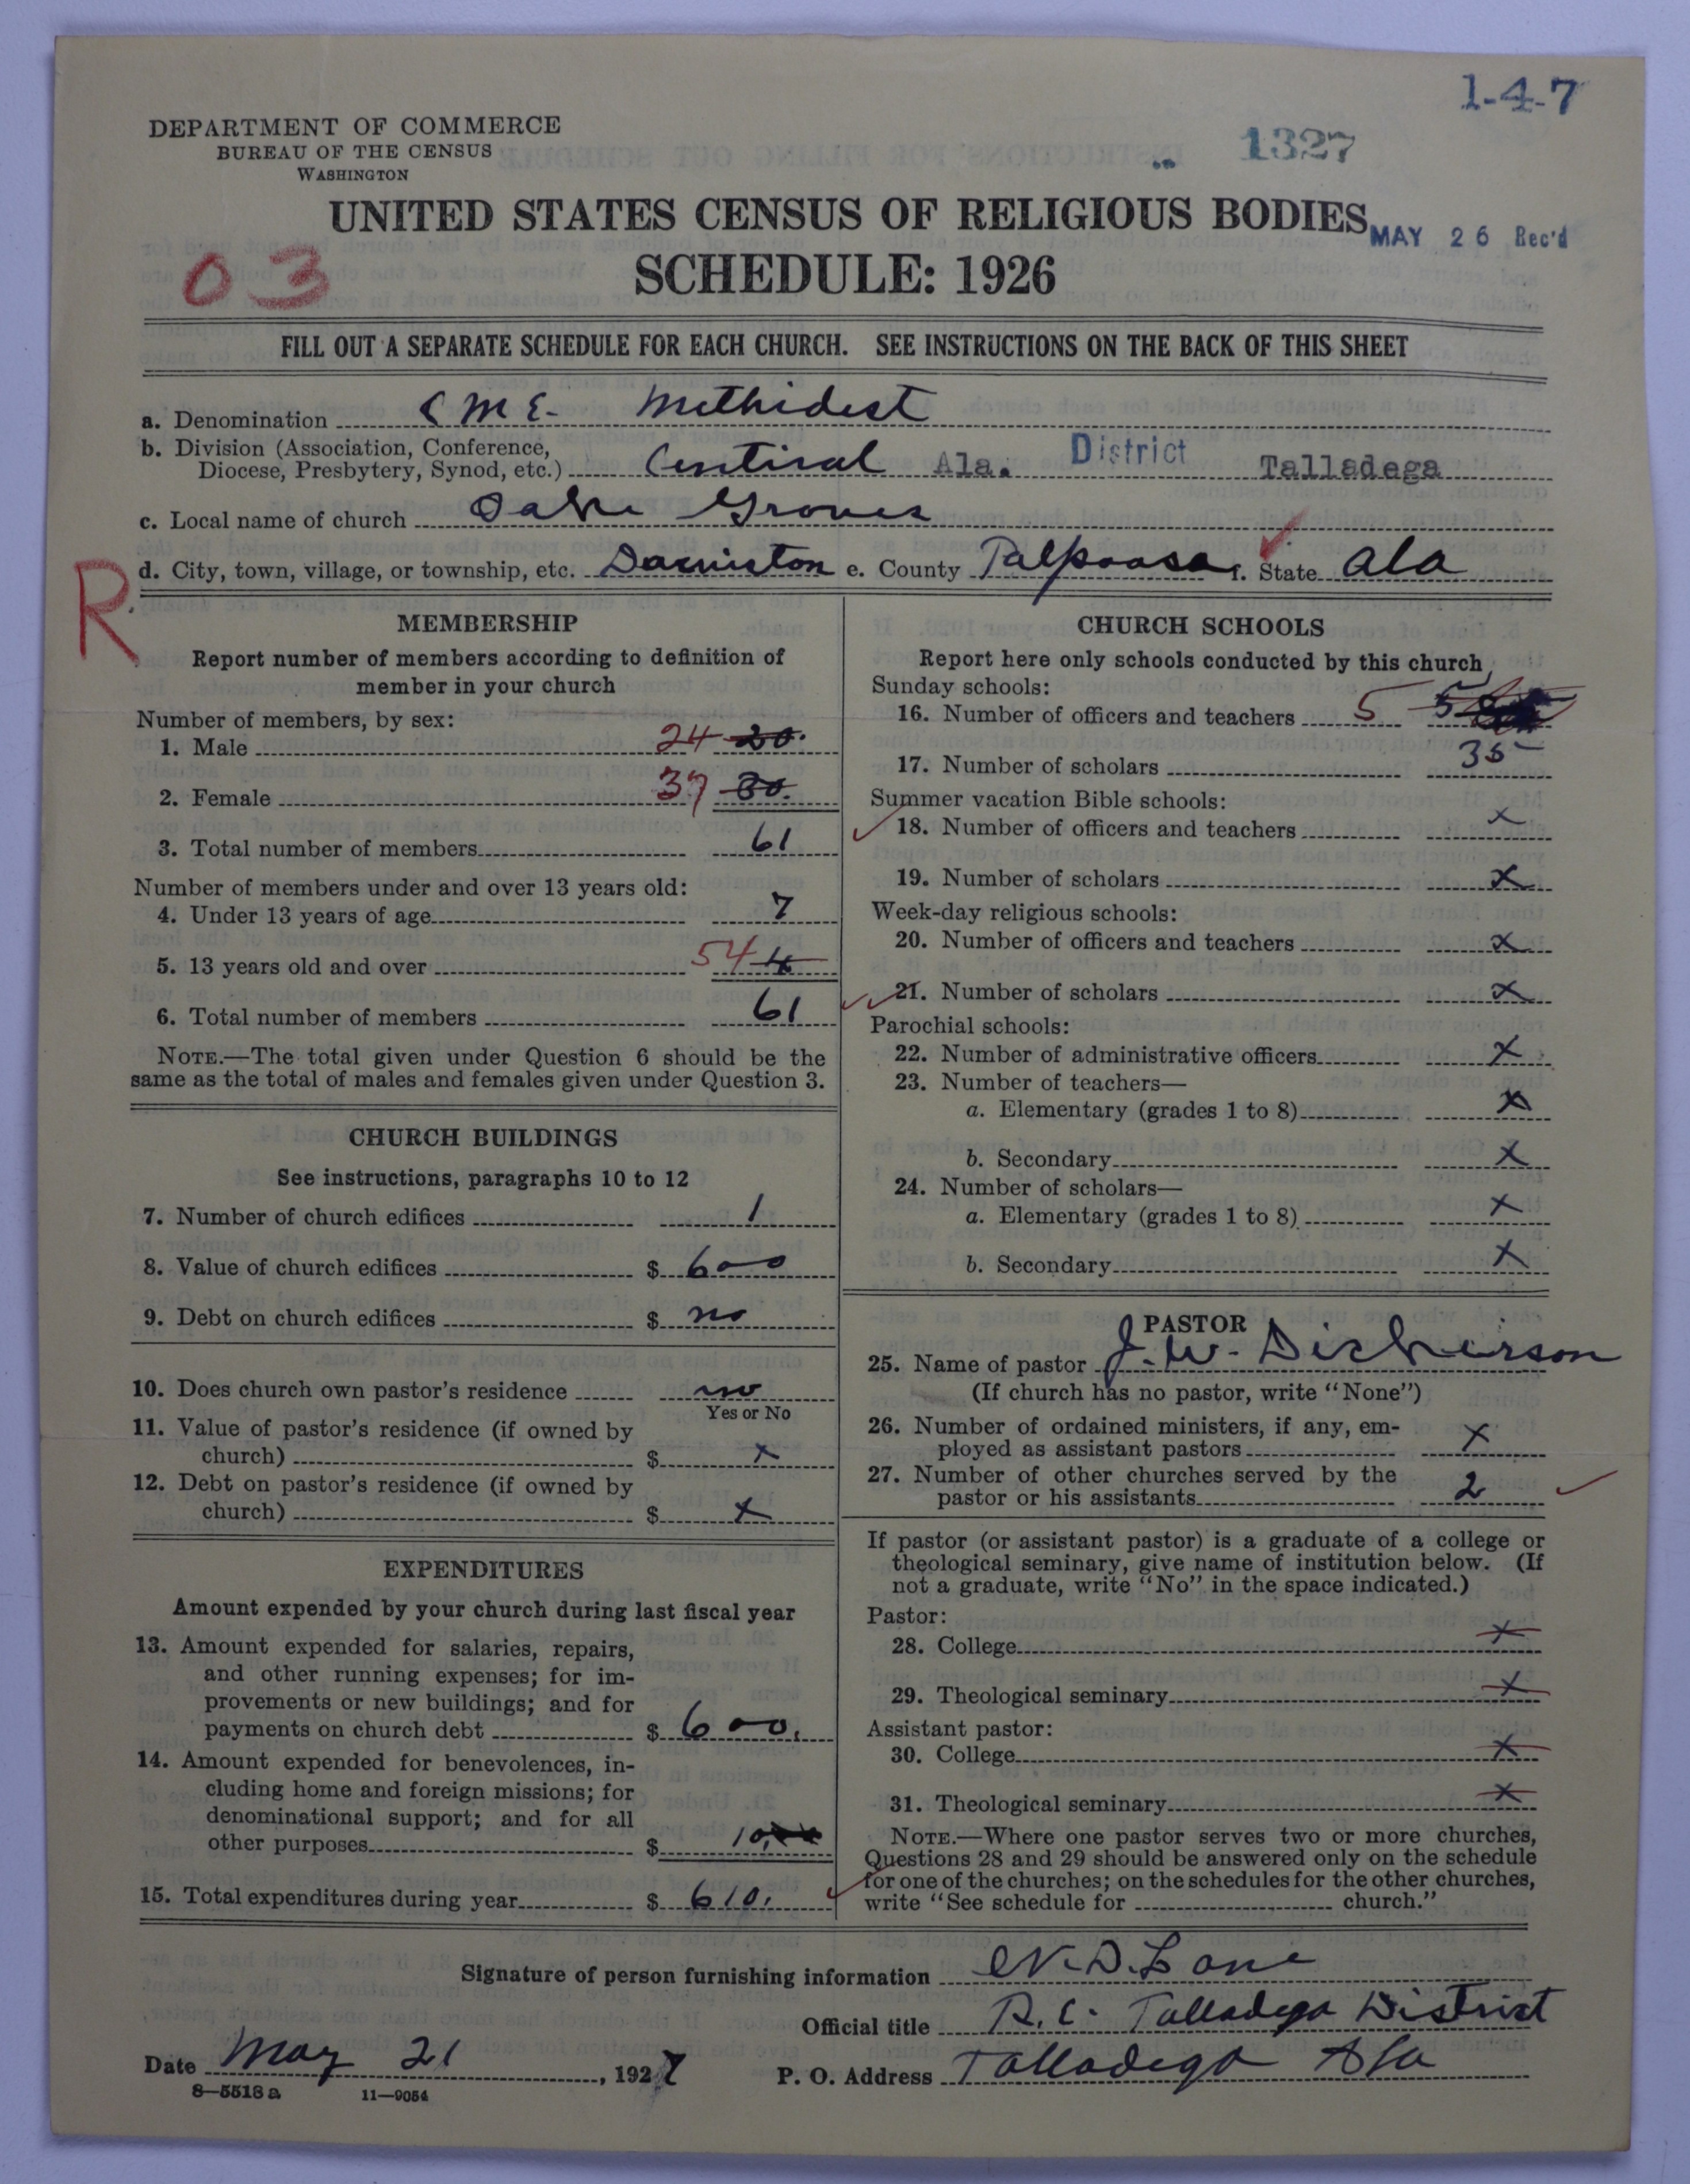 1-4-7
DEPARTMENT OF COMMERCE
BUREAU OF THE CENSUS
WASHINGTON
1327
UNITED STATES CENSUS OF RELIGIOUS BODIES
MAY 26 Rec'd
03
SCHEDULE: 1926
FILL OUT A SEPARATE SCHEDULE FOR EACH CHURCH. SEE INSTRUCTIONS ON THE BACK OF THIS SHEET
a. Denomination CME Methidest
b. Division (Association, Conference,
Diocese, Presbytery, Synod, etc.) Centiral Ala. District Talladega
c. Local name of church Oake Groves
R
d. City, town, village, or township, etc. e. County Talpoosa f. State Ala
MEMBERSHIP
Report number of members according to definition of
member in your church
Number of members, by sex:
1. Male 24 20.
2. Female 37 30.
3. Total number of members 61
Number of members under and over 13 years old:
4. Under 13 years of age 7
5. 13 years old and over 54 4
6. Total number of members 61
NOTE.—The total given under Question 6 should be the
same as the total of males and females given under Question 3.
CHURCH BUILDINGS
See instructions, paragraphs 10 to 12
7. Number of church edifices 1
8. Value of church edifices $ 600
9. Debt on church edifices $ no
10. Does church own pastor's residence no
Yes or No
11. Value of pastor's residence (if owned by
church) $ x
12. Debt on pastor's residence (if owned by
church) $ x
EXPENDITURES
Amount expended by your church during last fiscal year
13. Amount expended for salaries, repairs,
and other running expenses; for im-
provements or new buildings; and for
payments on church debt $ 600.
14. Amount expended for benevolences, in-
cluding home and foreign missions; for
denominational support; and for all
other purposes $ 10.
15. Total expenditures during year $ 610.
CHURCH SCHOOLS
Report here only schools conducted by this church
Sunday schools:
16. Number of officers and teachers 5 5
17. Number of scholars 35
Summer vacation Bible schools:
18. Number of officers and teachers x
19. Number of scholars x
Week-day religious schools:
20. Number of officers and teachers x
21. Number of scholars x
Parochial schools:
22. Number of administrative officers x
23. Number of teachers—
a. Elementary (grades 1 to 8) x
b. Secondary x
24. Number of scholars—
a. Elementary (grades 1 to 8) x
b. Secondary x
PASTOR
25. Name of pastor J. W. Dickerson
(If church has no pastor, write "None")
26. Number of ordained ministers, if any, em-
ployed as assistant pastors x
27. Number of other churches served by the
pastor or his assistants 2
If pastor (or assistant pastor) is a graduate of a college or
theological seminary, give name of institution below. (If
not a graduate, write "No" in the space indicated.)
Pastor:
28. College x
29. Theological seminary x
Assistant pastor:
30. College x
31. Theological seminary x
NOTE.—Where one pastor serves two or more churches,
Questions 28 and 29 should be answered only on the schedule
for one of the churches; on the schedules for the other churches,
write "See schedule for church."
Signature of person furnishing information N. D. Lane
Official title P. E. Talladega District
Date May 21, 1927 P. O. Address Talladega Ala
8—5518 a 11—9054